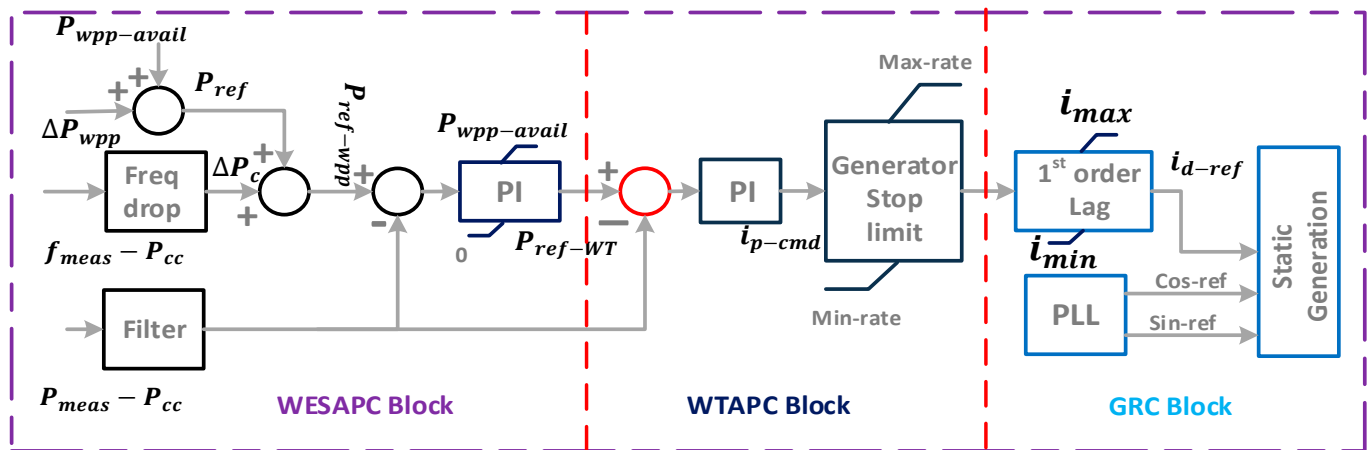 P_wpp-avail
+
+
P_ref
ΔP_wpp
Freq drop
ΔP_c
+
+
f_meas − P_cc
Filter
P_meas − P_cc
P_ref-wpp
+
-
P_wpp-avail
PI
0
P_ref-WT
WESAPC Block
+
−
PI
i_p-cmd
Max-rate
Generator
Stop
limit
Min-rate
WTAPC Block
i_max
1st order
Lag
i_min
i_d-ref
PLL
Cos-ref
Sin-ref
Static
Generation
GRC Block